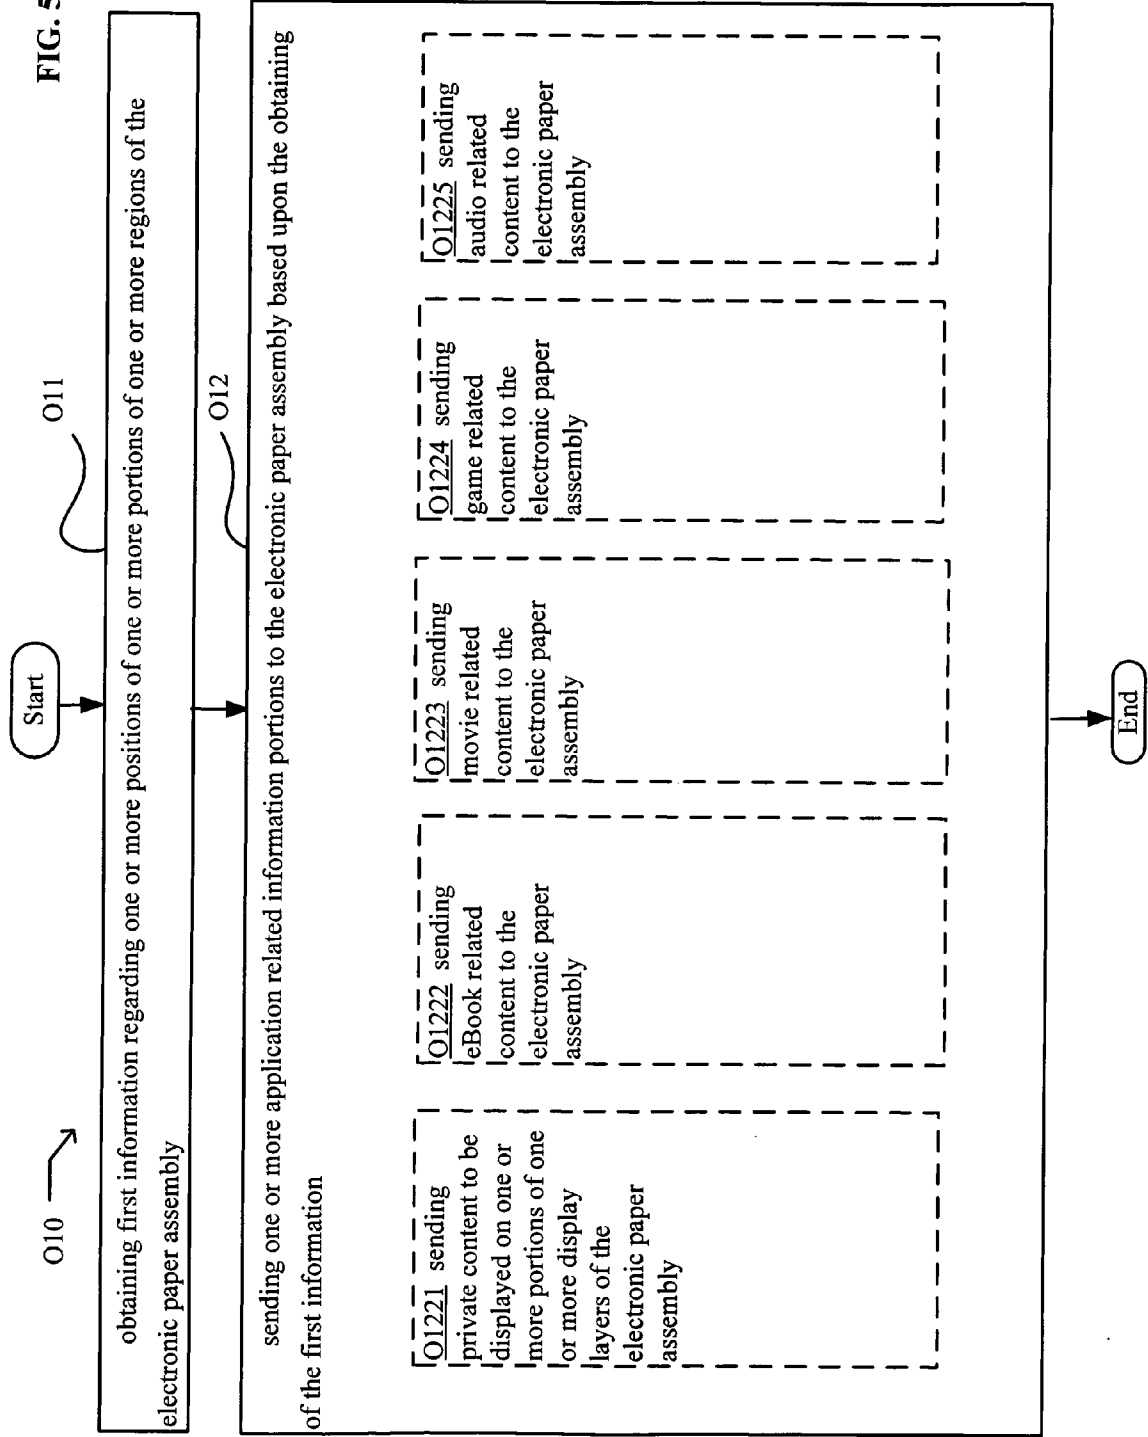 FIG. 5
O10
Start
O11
obtaining first information regarding one or more positions of one or more portions of one or more regions of the
electronic paper assembly
O12
sending one or more application related information portions to the electronic paper assembly based upon the obtaining
of the first information
O1221 sending
private content to be
displayed on one or
more portions of one
or more display
layers of the
electronic paper
assembly
O1222 sending
eBook related
content to the
electronic paper
assembly
O1223 sending
movie related
content to the
electronic paper
assembly
O1224 sending
game related
content to the
electronic paper
assembly
O1225 sending
audio related
content to the
electronic paper
assembly
End